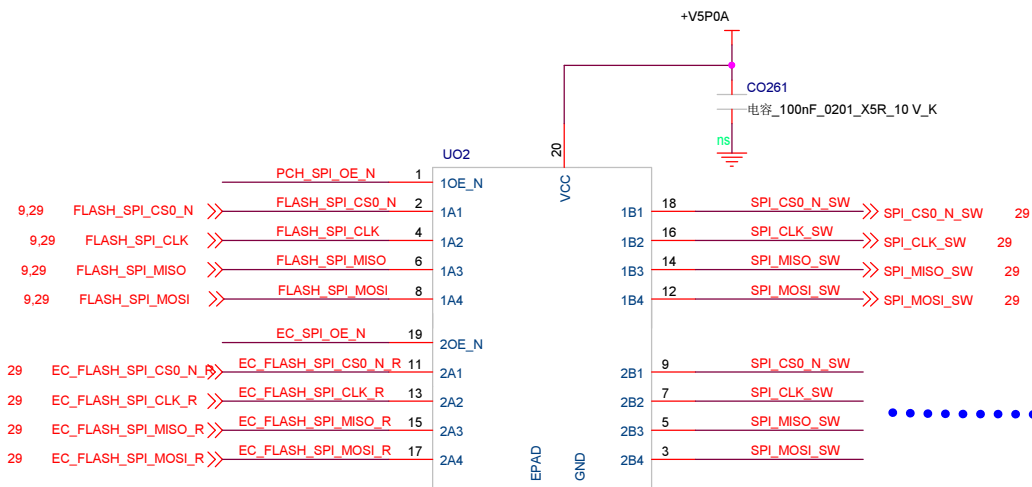 +V5P0A
CO261
电容_100nF_0201_X5R_10 V_K
ns
UO2
20
VCC
PCH_SPI_OE_N 1 1OE_N
9,29 FLASH_SPI_CS0_N FLASH_SPI_CS0_N 2 1A1 1B1 18 SPI_CS0_N_SW SPI_CS0_N_SW 29
9,29 FLASH_SPI_CLK FLASH_SPI_CLK 4 1A2 1B2 16 SPI_CLK_SW SPI_CLK_SW 29
9,29 FLASH_SPI_MISO FLASH_SPI_MISO 6 1A3 1B3 14 SPI_MISO_SW SPI_MISO_SW 29
9,29 FLASH_SPI_MOSI FLASH_SPI_MOSI 8 1A4 1B4 12 SPI_MOSI_SW SPI_MOSI_SW 29
EC_SPI_OE_N 19 2OE_N
29 EC_FLASH_SPI_CS0_N_R EC_FLASH_SPI_CS0_N_R 11 2A1 2B1 9 SPI_CS0_N_SW
29 EC_FLASH_SPI_CLK_R EC_FLASH_SPI_CLK_R 13 2A2 2B2 7 SPI_CLK_SW
29 EC_FLASH_SPI_MISO_R EC_FLASH_SPI_MISO_R 15 2A3 2B3 5 SPI_MISO_SW
29 EC_FLASH_SPI_MOSI_R EC_FLASH_SPI_MOSI_R 17 2A4 2B4 3 SPI_MOSI_SW
EPAD
GND